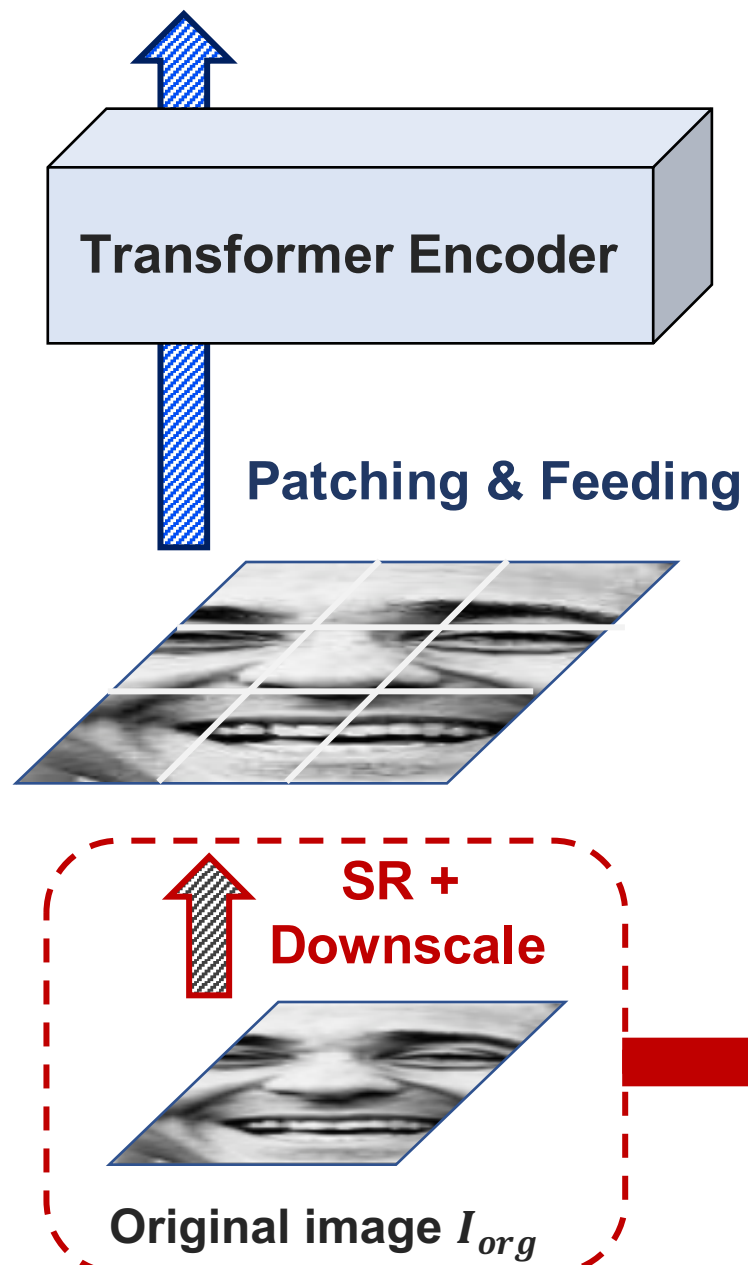 Transformer Encoder
Patching & Feeding
SR +
Downscale
Original image I_org